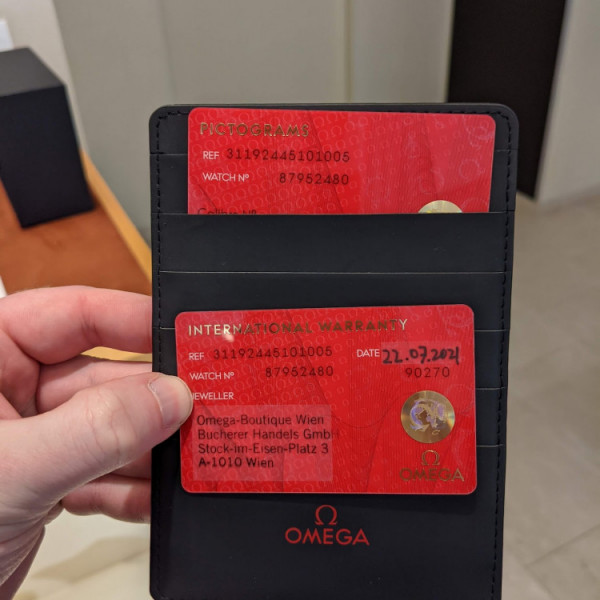 PICTOGRAMS
REF 31192445101005
WATCH Nº 87952480
INTERNATIONAL WARRANTY
REF 31192445101005 DATE 22.07.2021
WATCH Nº 87952480 90270
JEWELLER
Omega-Boutique Wien
Bucherer Handels GmbH
Stock-im-Eisen-Platz 3
A-1010 Wien
Ω
OMEGA
Ω
OMEGA